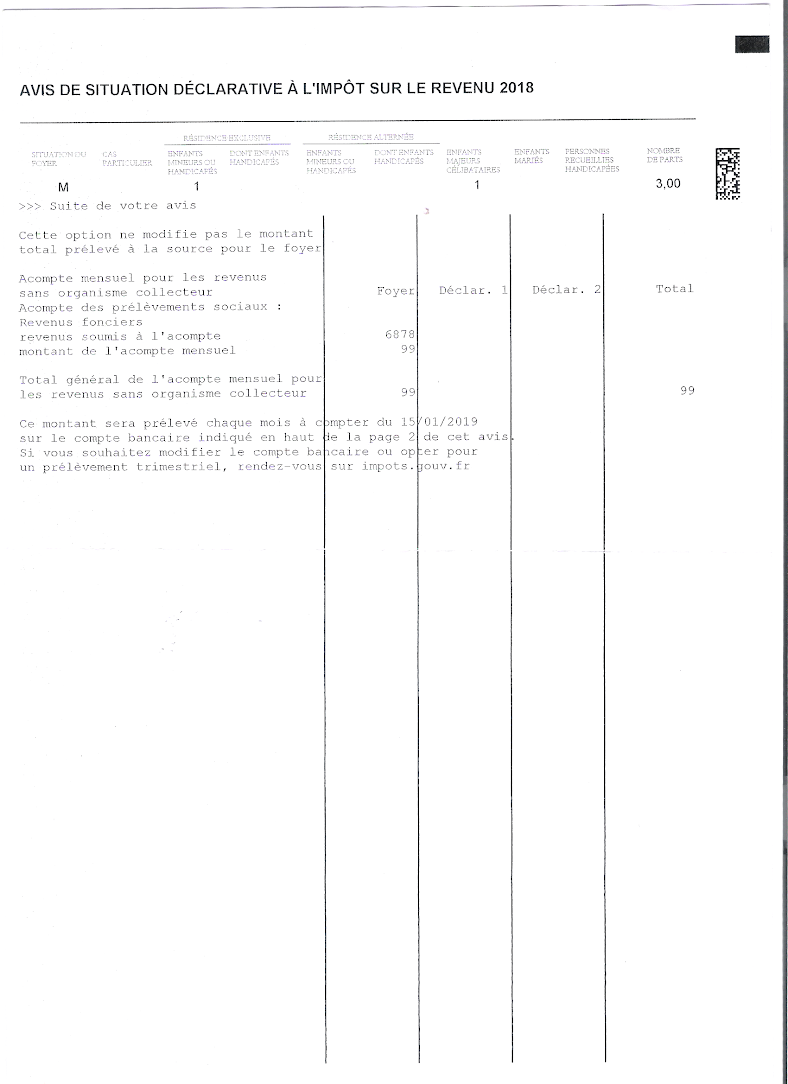 AVIS DE SITUATION DÉCLARATIVE À L'IMPÔT SUR LE REVENU 2018
RÉSIDENCE EXCLUSIVE RÉSIDENCE ALTERNÉE
SITUATION DU FOYER CAS PARTICULIER ENFANTS MINEURS OU HANDICAPÉS DONT ENFANTS HANDICAPÉS ENFANTS MINEURS OU HANDICAPÉS DONT ENFANTS HANDICAPÉS ENFANTS MAJEURS CÉLIBATAIRES ENFANTS MARIÉS PERSONNES RECUEILLIES HANDICAPÉES NOMBRE DE PARTS
M 1 1 3,00
>>> Suite de votre avis
Cette option ne modifie pas le montant
total prélevé à la source pour le foyer
Acompte mensuel pour les revenus
sans organisme collecteur Foyer Déclar. 1 Déclar. 2 Total
Acompte des prélèvements sociaux :
Revenus fonciers
revenus soumis à l'acompte 6878
montant de l'acompte mensuel 99
Total général de l'acompte mensuel pour
les revenus sans organisme collecteur 99 99
Ce montant sera prélevé chaque mois à compter du 15/01/2019
sur le compte bancaire indiqué en haut de la page 2 de cet avis.
Si vous souhaitez modifier le compte bancaire ou opter pour
un prélèvement trimestriel, rendez-vous sur impots.gouv.fr